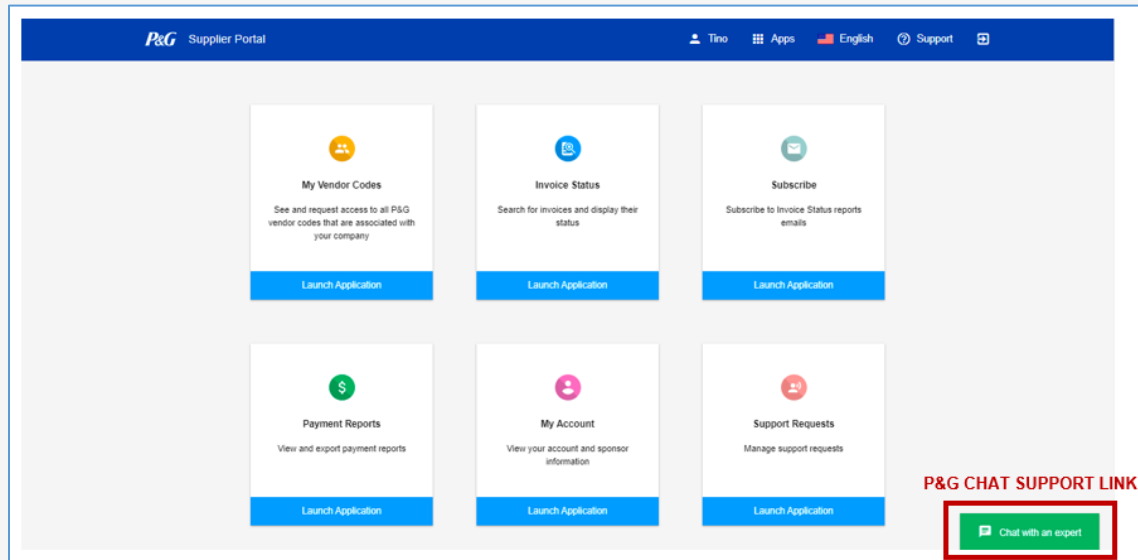 P&G Supplier Portal
Tino Apps English Support
My Vendor Codes
See and request access to all P&G
vendor codes that are associated with
your company
Launch Application
Invoice Status
Search for invoices and display their
status
Launch Application
Subscribe
Subscribe to Invoice Status reports
emails
Launch Application
Payment Reports
View and export payment reports
Launch Application
My Account
View your account and sponsor
information
Launch Application
Support Requests
Manage support requests
Launch Application
P&G CHAT SUPPORT LINK
Chat with an expert